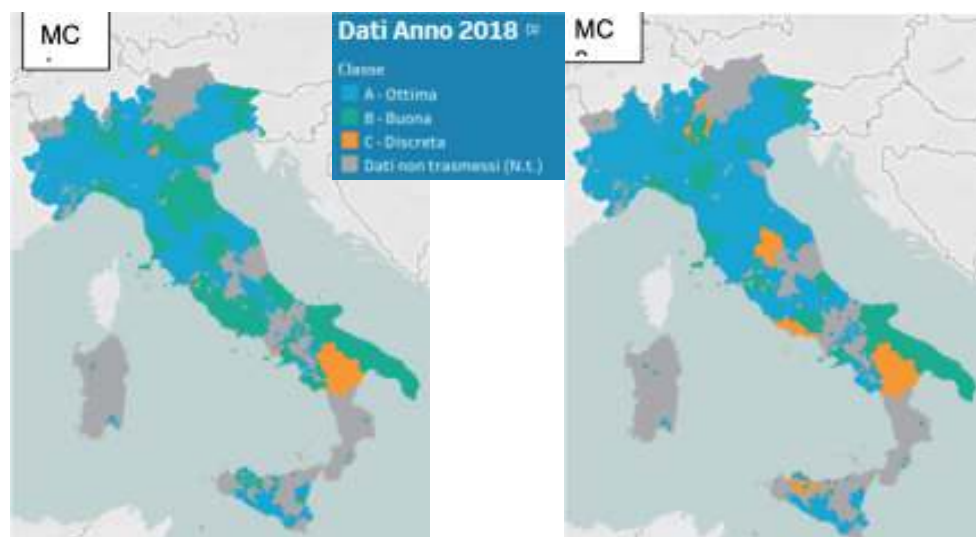 MC
Dati Anno 2018
Classe
A - Ottima
B - Buona
C - Discreta
Dati non trasmessi (N.t.)
MC